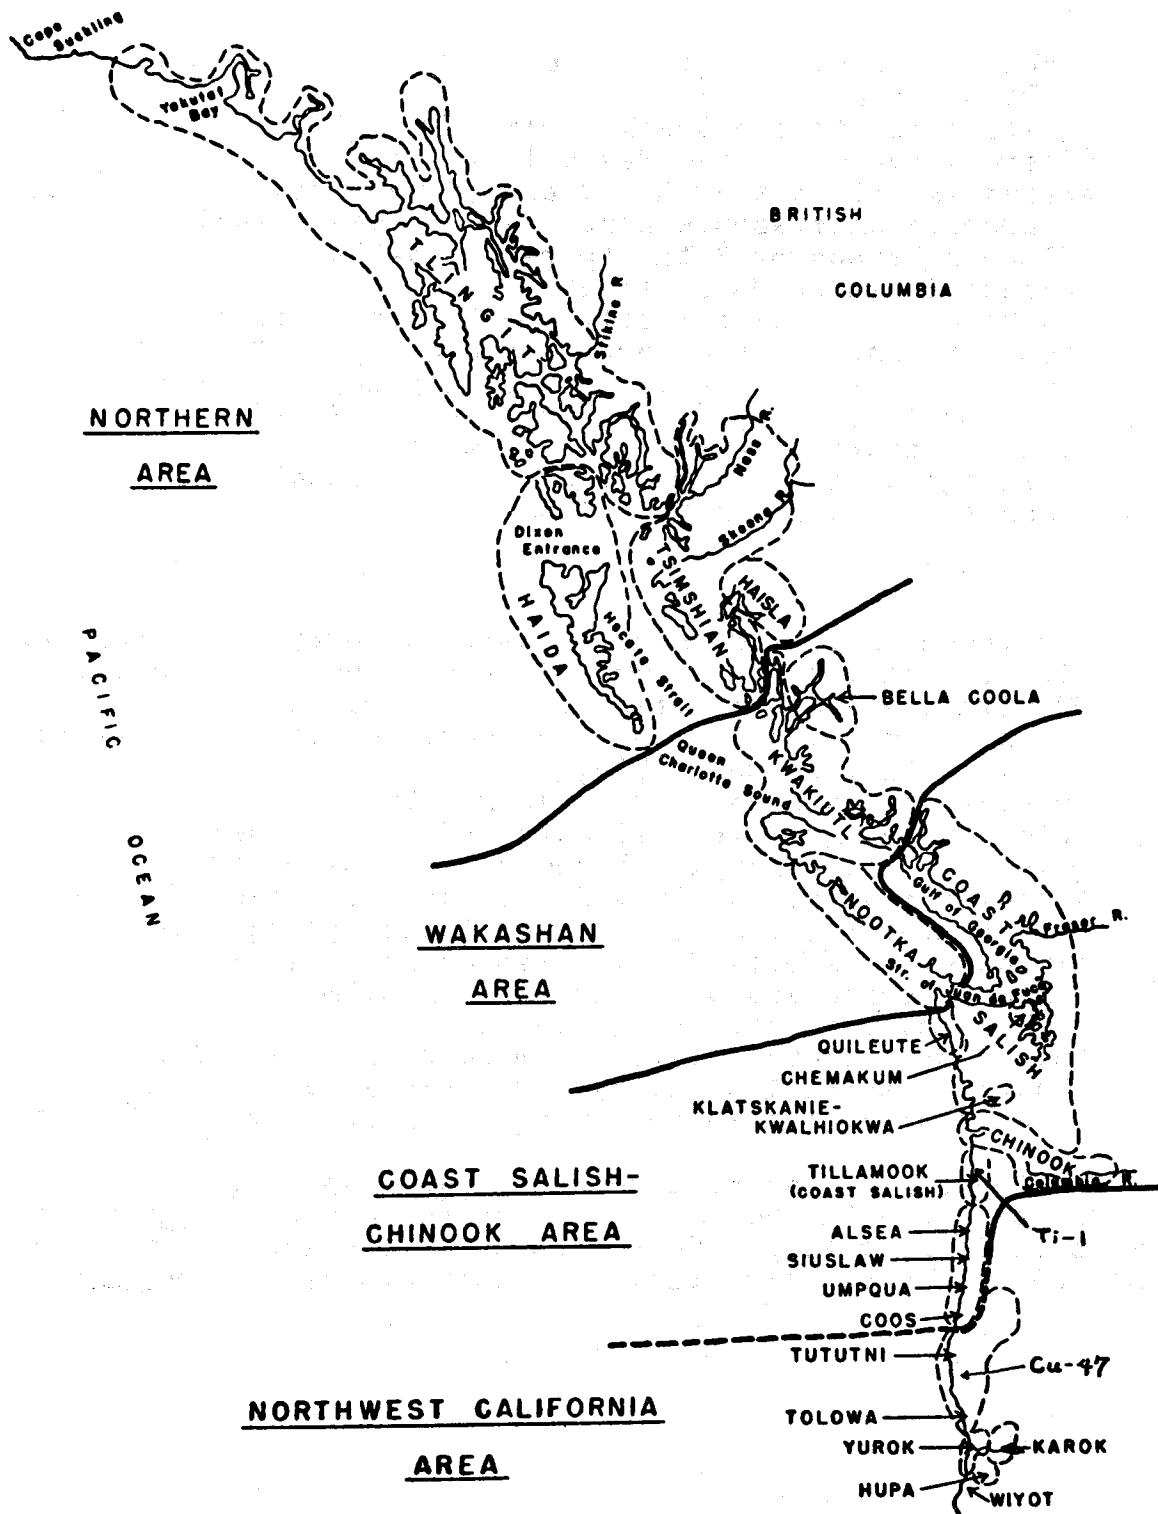 Cape
Suckling
Yakutat
Bay
BRITISH
COLUMBIA
TLINGIT
Stikine R
NORTHERN
AREA
Nass R.
Skeena R.
Dixon
Entrance
TSIMSHIAN
HAISLA
HAIDA
Hecate Strait
PACIFIC
OCEAN
BELLA COOLA
Queen
Charlotte Sound
KWAKIUTL
COAST
SALISH
Gulf of Georgia
Fraser R.
NOOTKA
Str. of Juan de Fuca
WAKASHAN
AREA
QUILEUTE
CHEMAKUM
KLATSKANIE-
KWALHIOKWA
CHINOOK
Columbia R.
COAST SALISH-
CHINOOK AREA
TILLAMOOK
(COAST SALISH)
Ti-1
ALSEA
SIUSLAW
UMPQUA
COOS
TUTUTNI
Cu-47
NORTHWEST CALIFORNIA
AREA
TOLOWA
YUROK
KAROK
HUPA
WIYOT